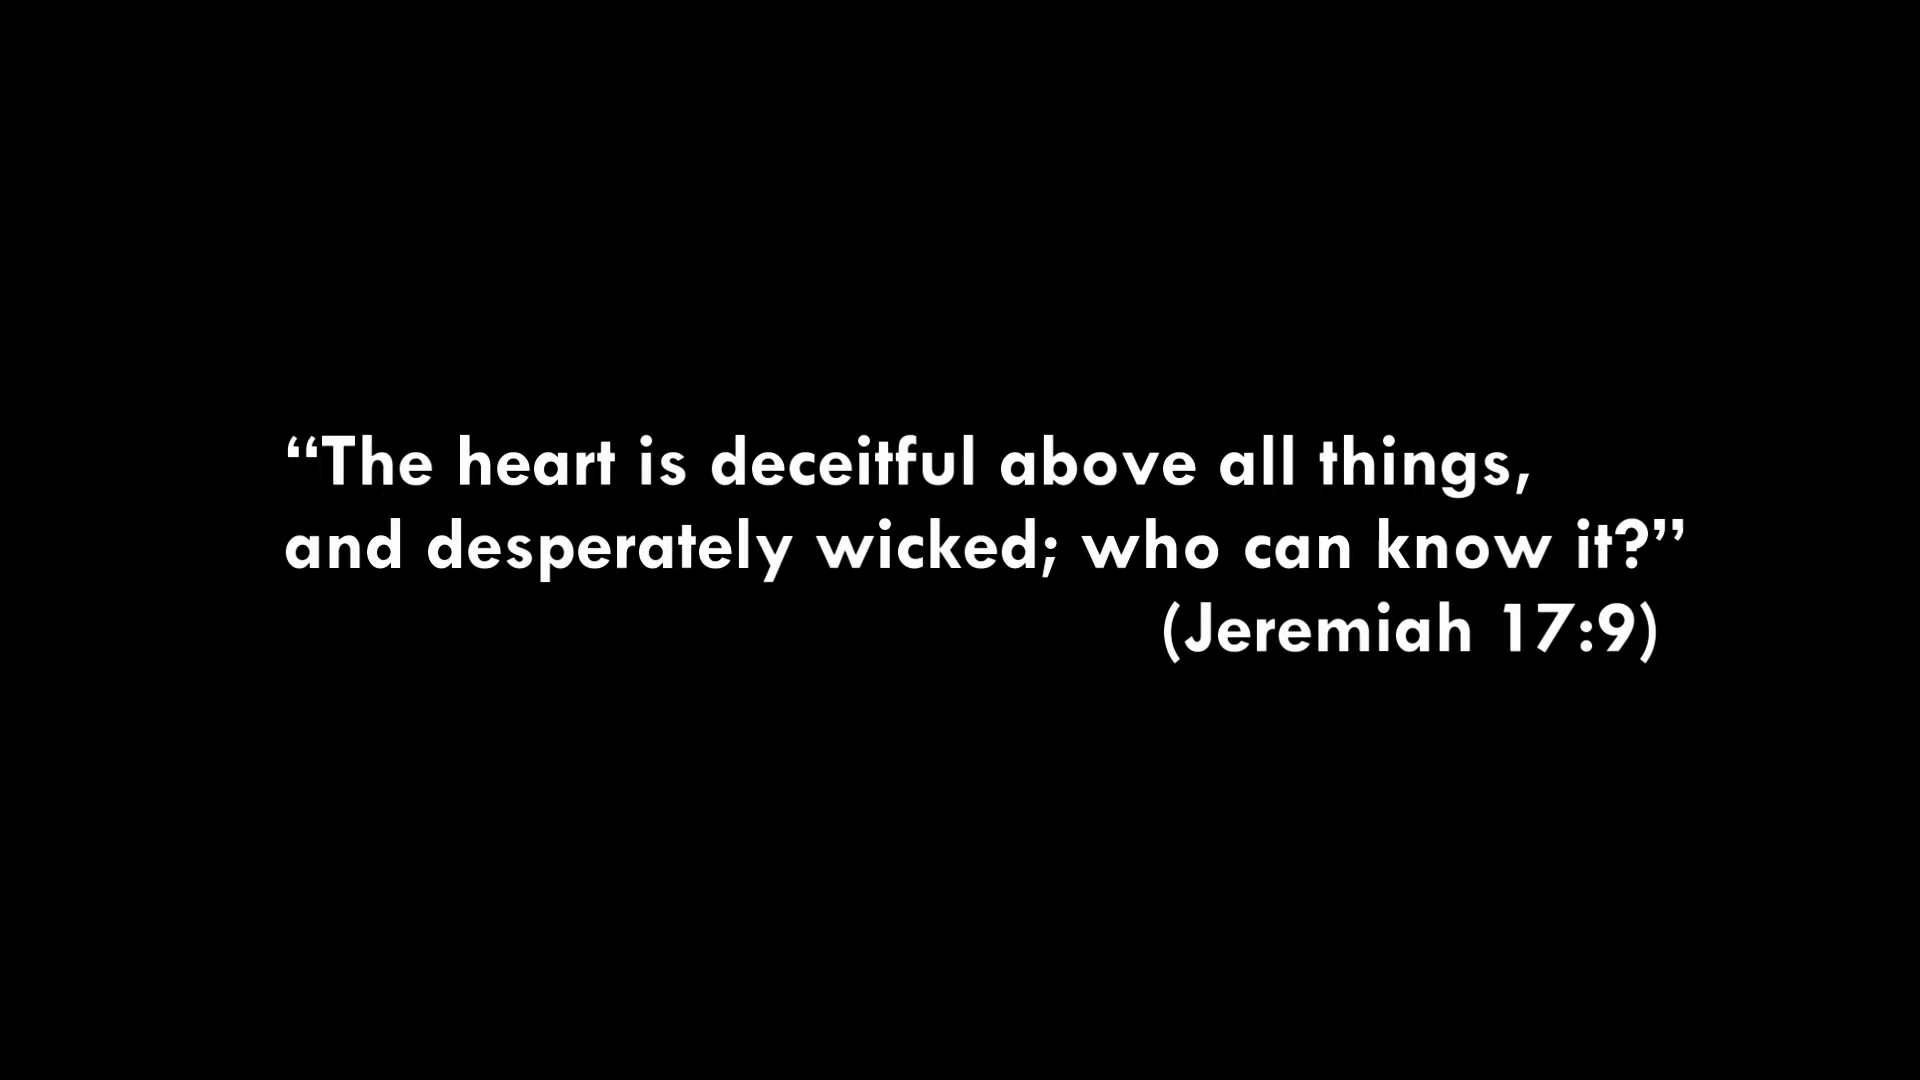 “The heart is deceitful above all things,
and desperately wicked; who can know it?”
(Jeremiah 17:9)